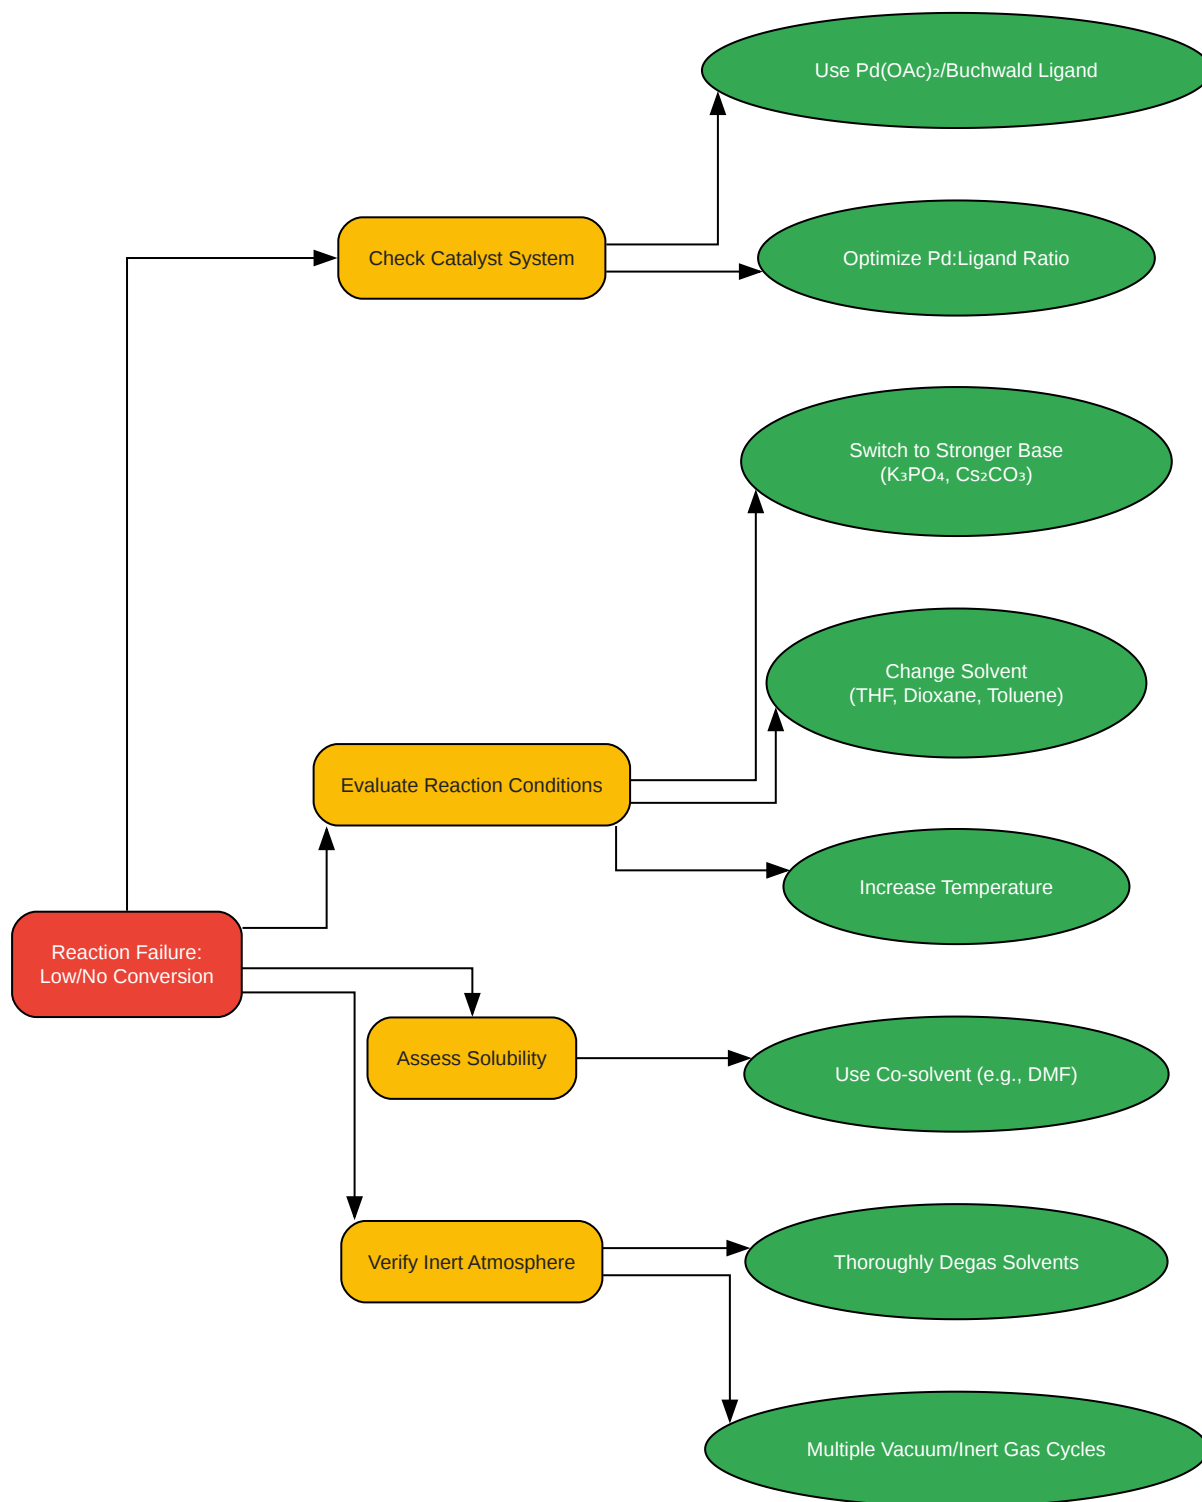 Use Pd(OAc)₂/Buchwald Ligand
Check Catalyst System
Optimize Pd:Ligand Ratio
Switch to Stronger Base
(K₃PO₄, Cs₂CO₃)
Change Solvent
(THF, Dioxane, Toluene)
Evaluate Reaction Conditions
Increase Temperature
Reaction Failure:
Low/No Conversion
Assess Solubility
Use Co-solvent (e.g., DMF)
Verify Inert Atmosphere
Thoroughly Degas Solvents
Multiple Vacuum/Inert Gas Cycles